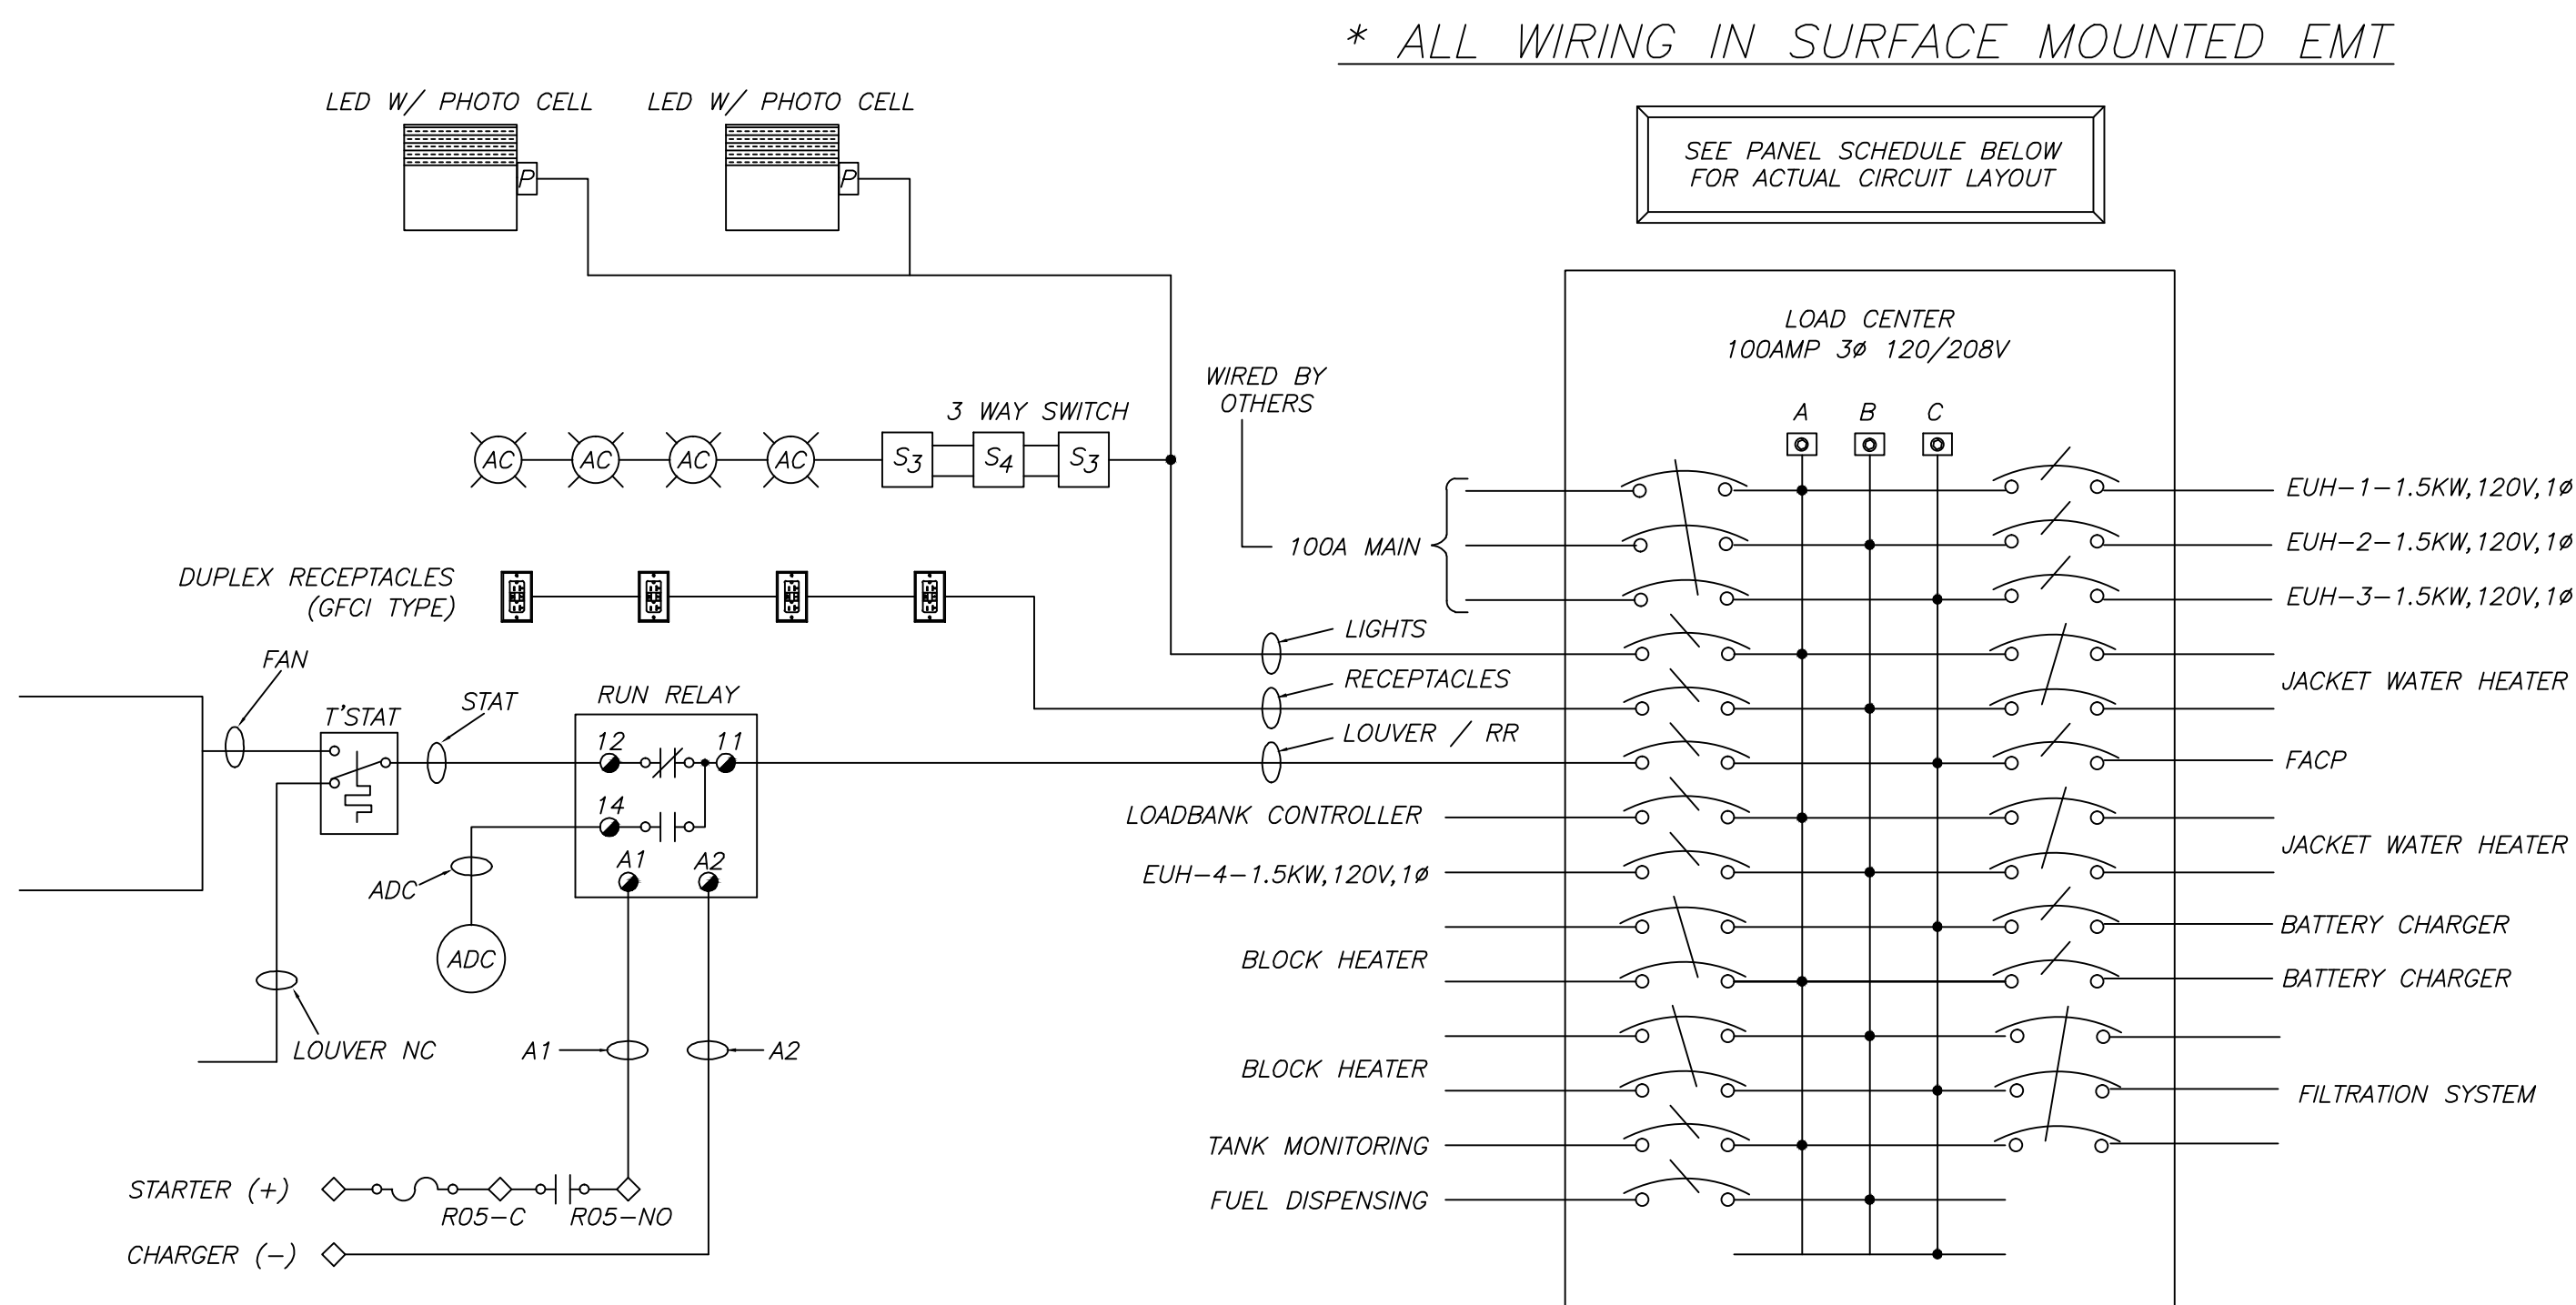 * ALL WIRING IN SURFACE MOUNTED EMT
LED W/ PHOTO CELL
LED W/ PHOTO CELL
P
P
SEE PANEL SCHEDULE BELOW
FOR ACTUAL CIRCUIT LAYOUT
LOAD CENTER
100AMP 3Ø 120/208V
WIRED BY
OTHERS
3 WAY SWITCH
A B C
AC AC AC AC S3 S4 S3
100A MAIN
EUH-1-1.5KW,120V,1Ø
EUH-2-1.5KW,120V,1Ø
EUH-3-1.5KW,120V,1Ø
DUPLEX RECEPTACLES
(GFCI TYPE)
LIGHTS
RECEPTACLES
LOUVER / RR
JACKET WATER HEATER
FACP
JACKET WATER HEATER
BATTERY CHARGER
BATTERY CHARGER
FILTRATION SYSTEM
LOADBANK CONTROLLER
EUH-4-1.5KW,120V,1Ø
BLOCK HEATER
BLOCK HEATER
TANK MONITORING
FUEL DISPENSING
FAN
T'STAT
STAT
RUN RELAY
12 11
14
A1 A2
ADC
ADC
LOUVER NC
A1
A2
STARTER (+)
R05-C R05-NO
CHARGER (-)